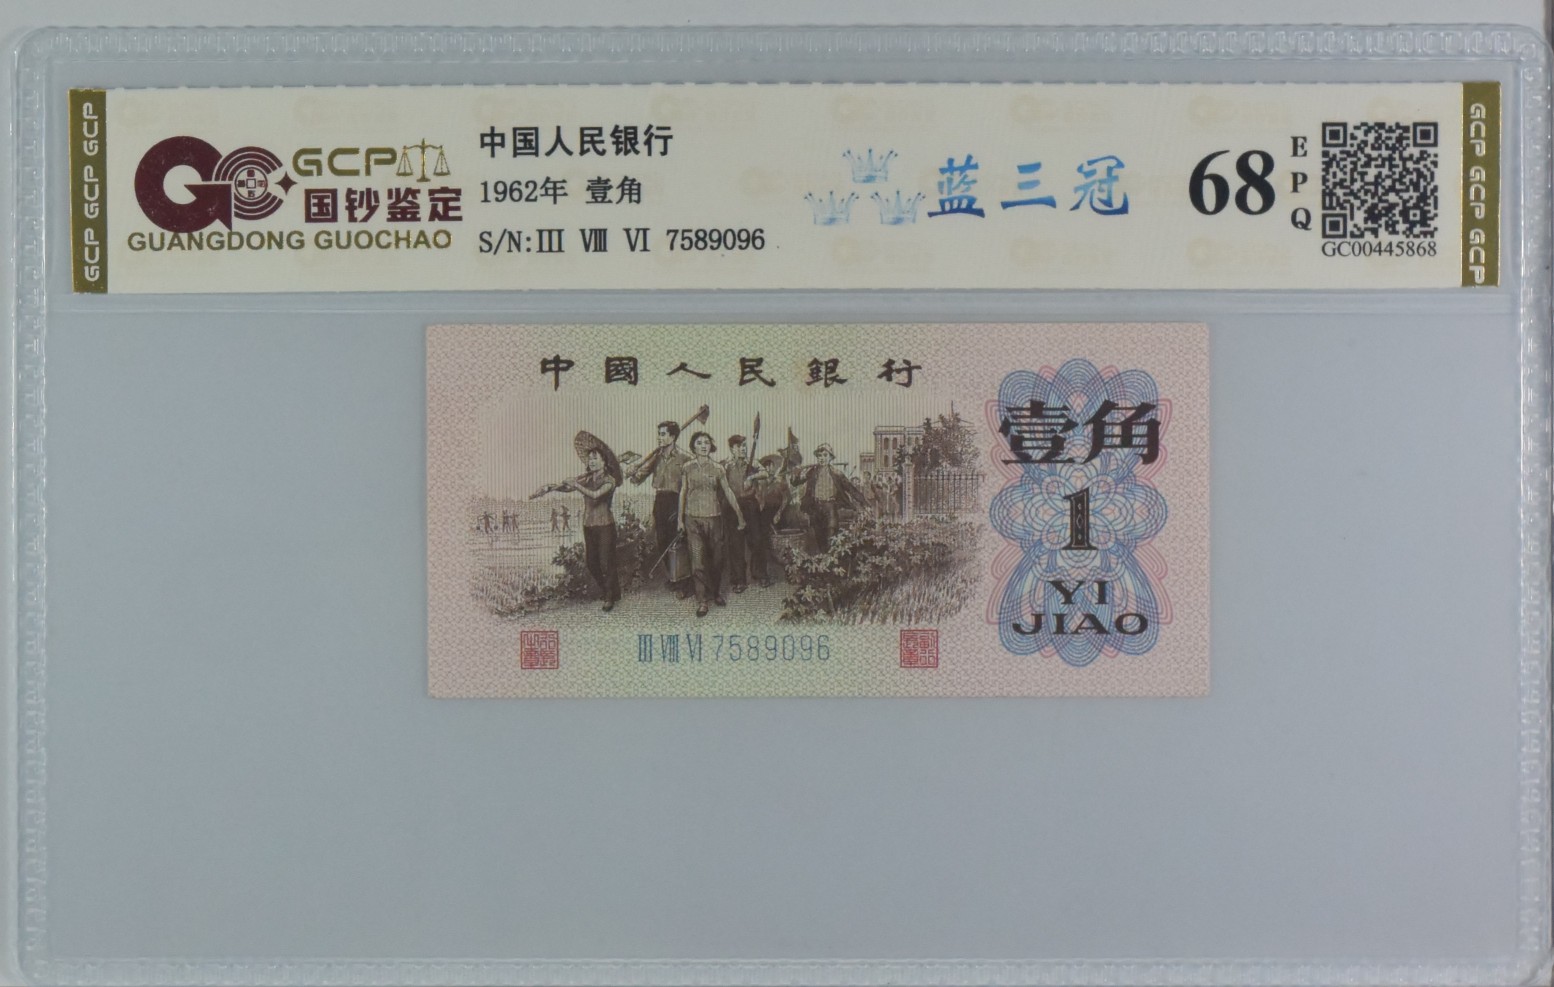 GCP GCP GCP
GCP
国钞鉴定
GUANGDONG GUOCHAO
中国人民银行
1962年 壹角
S/N:III VIII VI 7589096
蓝三冠
68
EPQ
GC00445868
GCP GCP GCP
中國人民銀行
壹角
1
YI
JIAO
III VIII VI 7589096